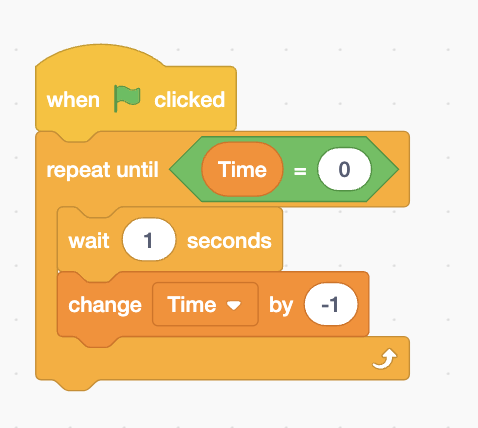 when clicked
repeat until Time = 0
wait 1 seconds
change Time by -1